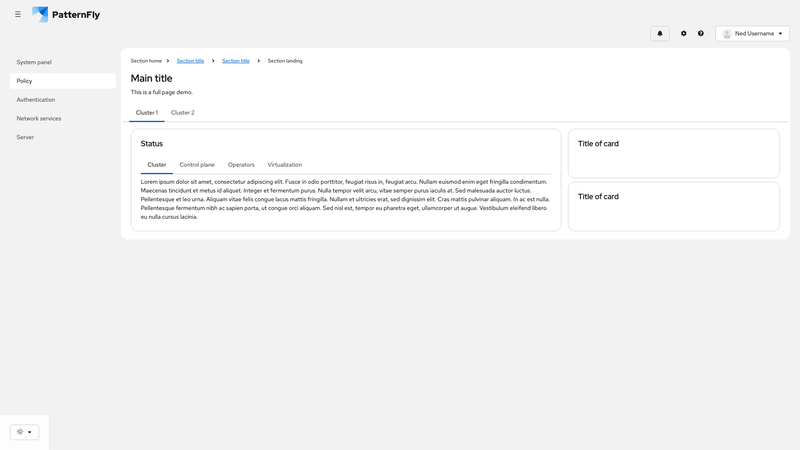 PatternFly
Ned Username
System panel
Policy
Authentication
Network services
Server
Section home
Section title
Section title
Section landing
Main title
This is a full page demo.
Cluster 1
Cluster 2
Status
Cluster
Control plane
Operators
Virtualization
Lorem ipsum dolor sit amet, consectetur adipiscing elit. Fusce in odio porttitor, feugiat risus in, feugiat arcu. Nullam euismod enim eget fringilla condimentum.
Maecenas tincidunt et metus id aliquet. Integer et fermentum purus. Nulla tempor velit arcu, vitae semper purus iaculis at. Sed malesuada auctor luctus.
Pellentesque et leo urna. Aliquam vitae felis congue lacus mattis fringilla. Nullam et ultricies erat, sed dignissim elit. Cras mattis pulvinar aliquam. In ac est nulla.
Pellentesque fermentum nibh ac sapien porta, ut congue orci aliquam. Sed nisl est, tempor eu pharetra eget, ullamcorper ut augue. Vestibulum eleifend libero
eu nulla cursus lacinia.
Title of card
Title of card